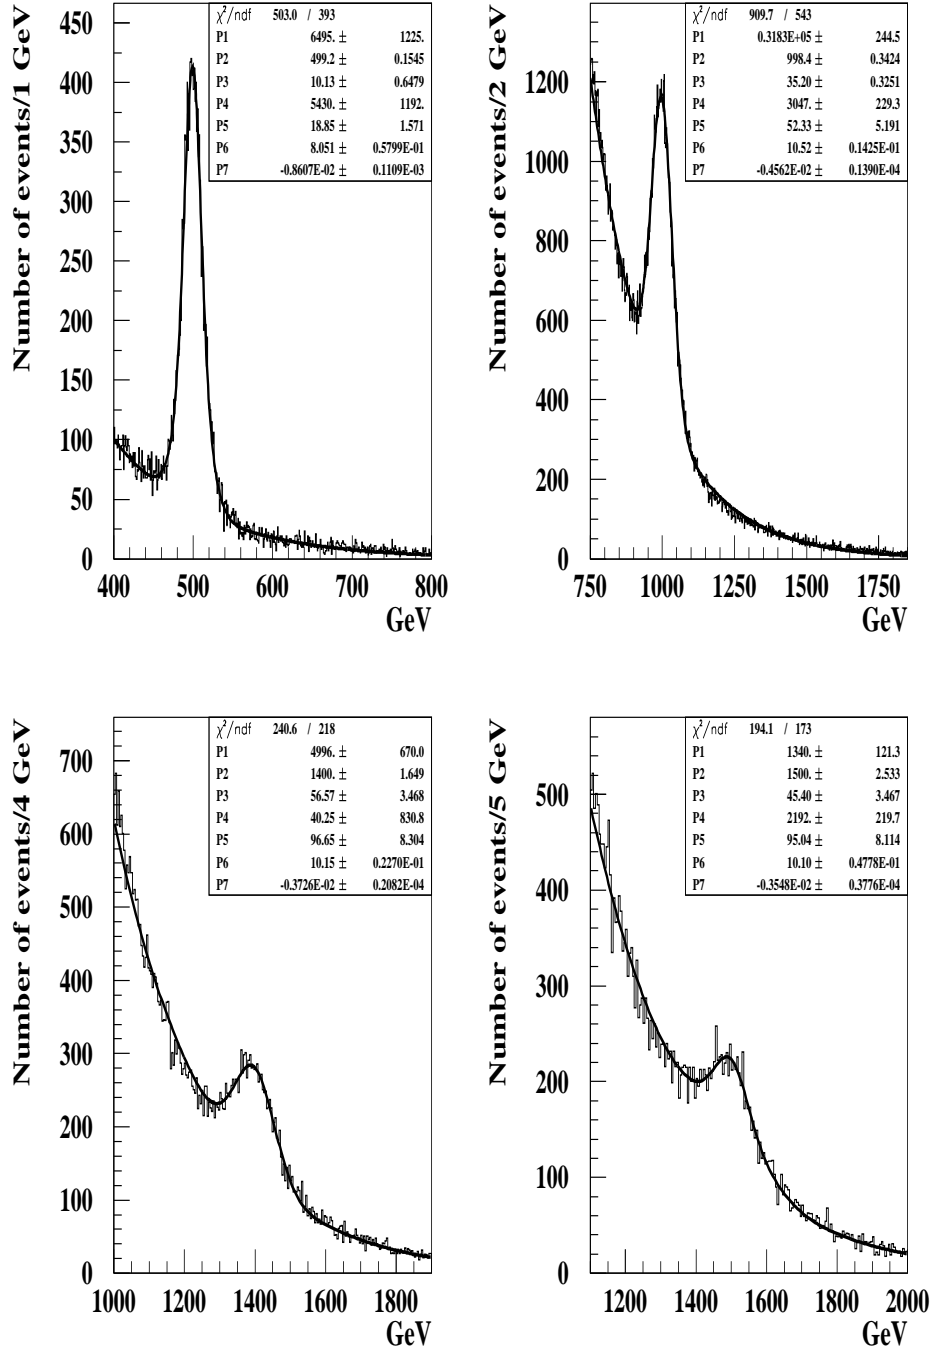 Number of events/1 GeV
χ²/ndf 503.0 / 393
P1 6495. ± 1225.
P2 499.2 ± 0.1545
P3 10.13 ± 0.6479
P4 5430. ± 1192.
P5 18.85 ± 1.571
P6 8.051 ± 0.5799E-01
P7 -0.8607E-02 ± 0.1109E-03
450
400
350
300
250
200
150
100
50
0
400 500 600 700 800
GeV
Number of events/2 GeV
χ²/ndf 909.7 / 543
P1 0.3183E+05 ± 244.5
P2 998.4 ± 0.3424
P3 35.20 ± 0.3251
P4 3047. ± 229.3
P5 52.33 ± 5.191
P6 10.52 ± 0.1425E-01
P7 -0.4562E-02 ± 0.1390E-04
1200
1000
800
600
400
200
0
750 1000 1250 1500 1750
GeV
Number of events/4 GeV
χ²/ndf 240.6 / 218
P1 4996. ± 670.0
P2 1400. ± 1.649
P3 56.57 ± 3.468
P4 40.25 ± 830.8
P5 96.65 ± 8.304
P6 10.15 ± 0.2270E-01
P7 -0.3726E-02 ± 0.2082E-04
700
600
500
400
300
200
100
0
1000 1200 1400 1600 1800
GeV
Number of events/5 GeV
χ²/ndf 194.1 / 173
P1 1340. ± 121.3
P2 1500. ± 2.533
P3 45.40 ± 3.467
P4 2192. ± 219.7
P5 95.04 ± 8.114
P6 10.10 ± 0.4778E-01
P7 -0.3548E-02 ± 0.3776E-04
500
400
300
200
100
0
1200 1400 1600 1800 2000
GeV